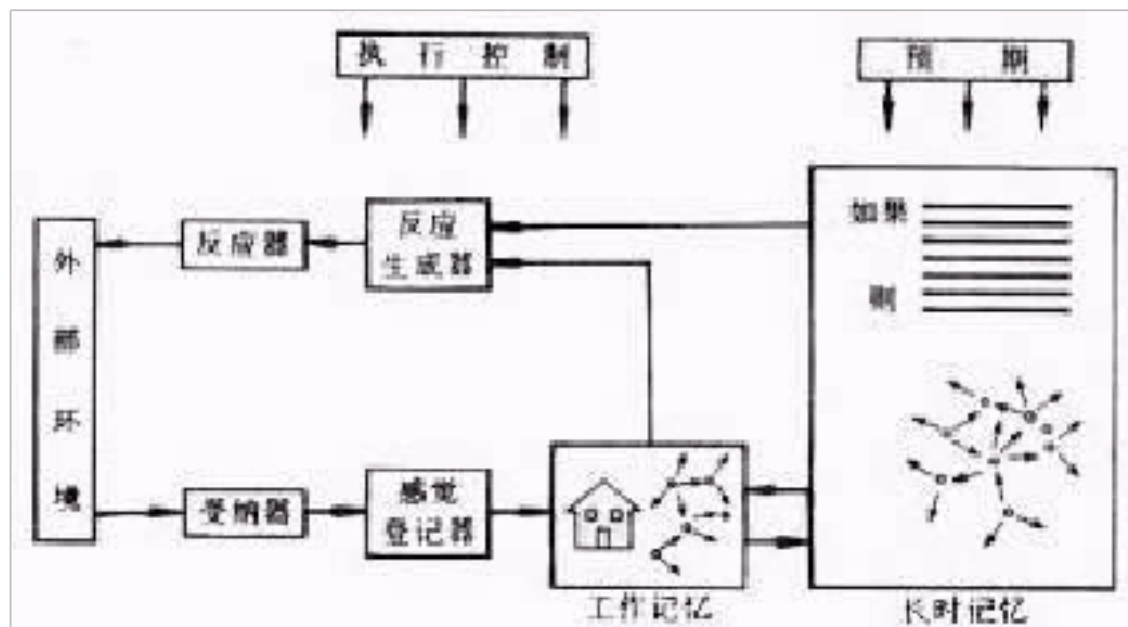 执行控制
预期
如果
则
反应
生成器
反应器
外部环境
感觉
登记器
受纳器
工作记忆
长时记忆